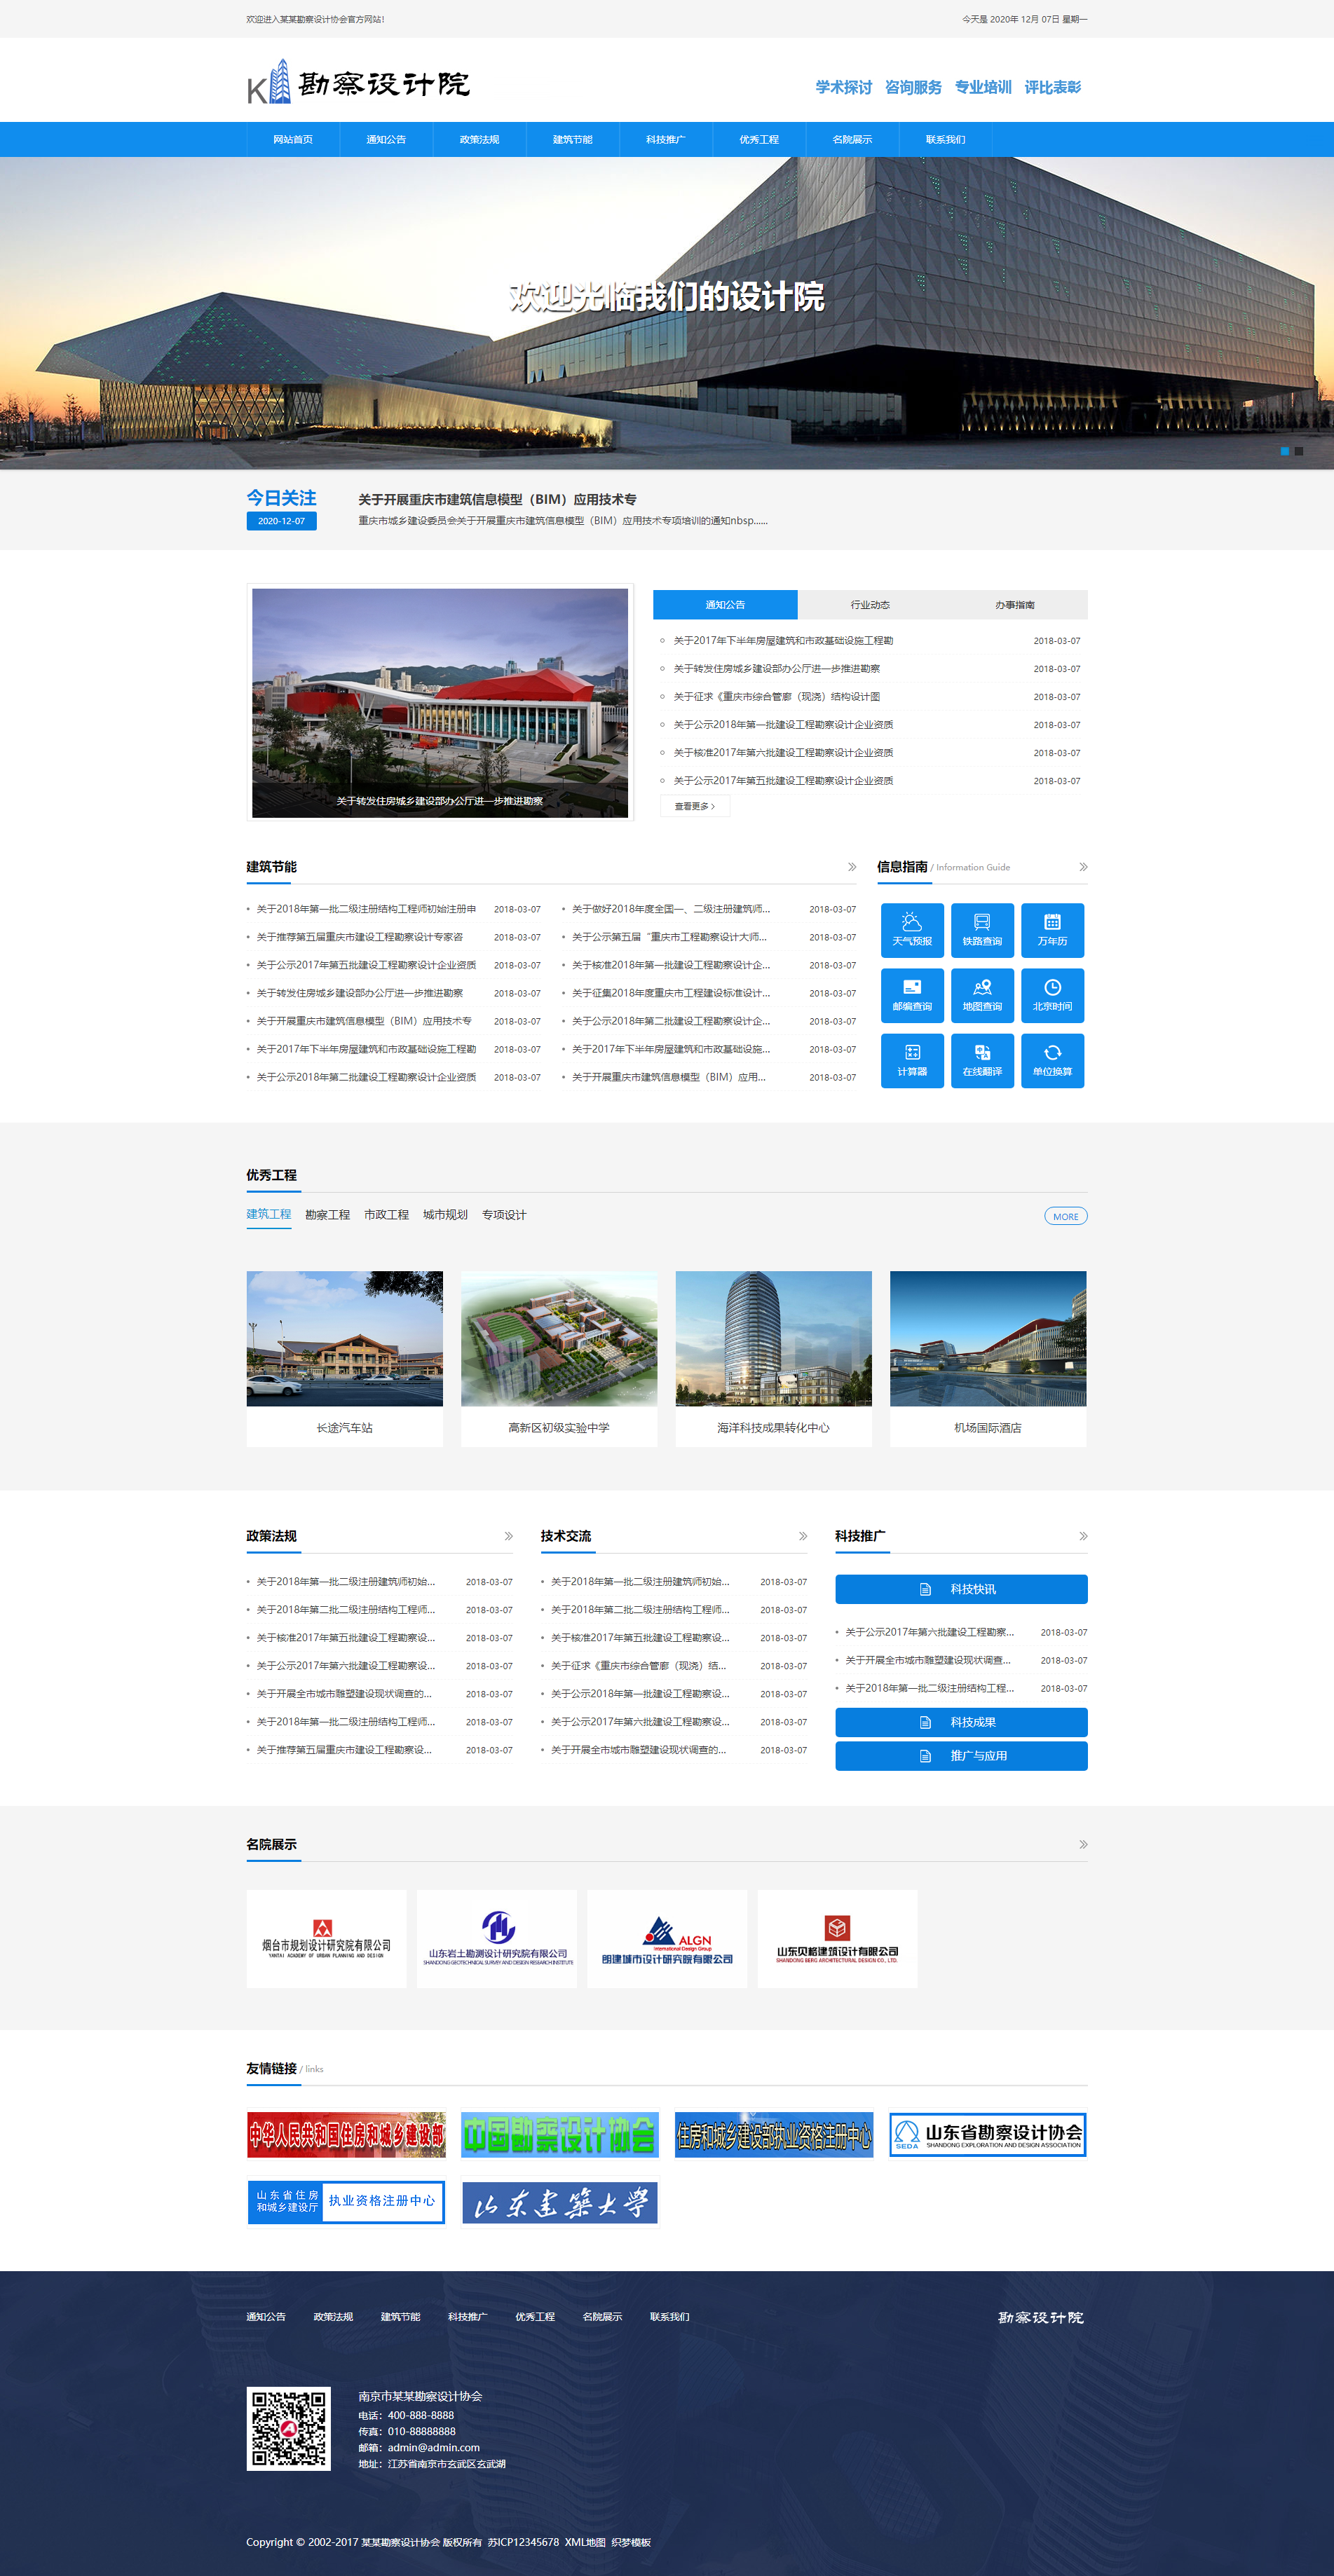 欢迎进入某某勘察设计协会官方网站!
今天是 2020年 12月 07日 星期一
K 勘察设计院
学术探讨 咨询服务 专业培训 评比表彰
网站首页 通知公告 政策法规 建筑节能 科技推广 优秀工程 名院展示 联系我们
欢迎光临我们的设计院
今日关注
2020-12-07
关于开展重庆市建筑信息模型（BIM）应用技术专
重庆市城乡建设委员会关于开展重庆市建筑信息模型（BIM）应用技术专项培训的通知nbsp......
关于转发住房城乡建设部办公厅进一步推进勘察
通知公告 行业动态 办事指南
关于2017年下半年房屋建筑和市政基础设施工程勘 2018-03-07
关于转发住房城乡建设部办公厅进一步推进勘察 2018-03-07
关于征求《重庆市综合管廊（现浇）结构设计图 2018-03-07
关于公示2018年第一批建设工程勘察设计企业资质 2018-03-07
关于核准2017年第六批建设工程勘察设计企业资质 2018-03-07
关于公示2017年第五批建设工程勘察设计企业资质 2018-03-07
查看更多 >
建筑节能
关于2018年第一批二级注册结构工程师初始注册申 2018-03-07
关于推荐第五届重庆市建设工程勘察设计专家咨 2018-03-07
关于公示2017年第五批建设工程勘察设计企业资质 2018-03-07
关于转发住房城乡建设部办公厅进一步推进勘察 2018-03-07
关于开展重庆市建筑信息模型（BIM）应用技术专 2018-03-07
关于2017年下半年房屋建筑和市政基础设施工程勘 2018-03-07
关于公示2018年第二批建设工程勘察设计企业资质 2018-03-07
关于做好2018年度全国一、二级注册建筑师... 2018-03-07
关于公示第五届“重庆市工程勘察设计大师... 2018-03-07
关于核准2018年第一批建设工程勘察设计企... 2018-03-07
关于征集2018年度重庆市工程建设标准设计... 2018-03-07
关于公示2018年第二批建设工程勘察设计企... 2018-03-07
关于2017年下半年房屋建筑和市政基础设施... 2018-03-07
关于开展重庆市建筑信息模型（BIM）应用... 2018-03-07
信息指南 / Information Guide
天气预报 铁路查询 万年历
邮编查询 地图查询 北京时间
计算器 在线翻译 单位换算
优秀工程
建筑工程 勘察工程 市政工程 城市规划 专项设计
MORE
长途汽车站
高新区初级实验中学
海洋科技成果转化中心
机场国际酒店
政策法规
关于2018年第一批二级注册建筑师初始... 2018-03-07
关于2018年第二批二级注册结构工程师... 2018-03-07
关于核准2017年第五批建设工程勘察设... 2018-03-07
关于公示2017年第六批建设工程勘察设... 2018-03-07
关于开展全市城市雕塑建设现状调查的... 2018-03-07
关于2018年第一批二级注册结构工程师... 2018-03-07
关于推荐第五届重庆市建设工程勘察设... 2018-03-07
技术交流
关于2018年第一批二级注册建筑师初始... 2018-03-07
关于2018年第二批二级注册结构工程师... 2018-03-07
关于核准2017年第五批建设工程勘察设... 2018-03-07
关于征求《重庆市综合管廊（现浇）结... 2018-03-07
关于公示2018年第一批建设工程勘察设... 2018-03-07
关于公示2017年第六批建设工程勘察设... 2018-03-07
关于开展全市城市雕塑建设现状调查的... 2018-03-07
科技推广
科技快讯
关于公示2017年第六批建设工程勘察... 2018-03-07
关于开展全市城市雕塑建设现状调查... 2018-03-07
关于2018年第一批二级注册结构工程... 2018-03-07
科技成果
推广与应用
名院展示
烟台市规划设计研究院有限公司
YANTAI ACADEMY OF URBAN PLANNING AND DESIGN
山东岩土勘测设计研究院有限公司
SHANDONG GEOTECHNICAL SURVEY AND DESIGN RESEARCH INSTITUTE
ALGN
International Design Group
朗建城市设计研究院有限公司
山东贝格建筑设计有限公司
SHANDONG BERG ARCHITECTURAL DESIGN CO., LTD.
友情链接 / links
中华人民共和国住房和城乡建设部
中国勘察设计协会
住房和城乡建设部执业资格注册中心
SEDA
山东省勘察设计协会
SHANDONG EXPLORATION AND DESIGN ASSOCIATION
山东省住房
和城乡建设厅
执业资格注册中心
山东建筑大学
通知公告 政策法规 建筑节能 科技推广 优秀工程 名院展示 联系我们
勘察设计院
南京市某某勘察设计协会
电话：400-888-8888
传真：010-88888888
邮箱：admin@admin.com
地址：江苏省南京市玄武区玄武湖
Copyright © 2002-2017 某某勘察设计协会 版权所有 苏ICP12345678 XML地图 织梦模板